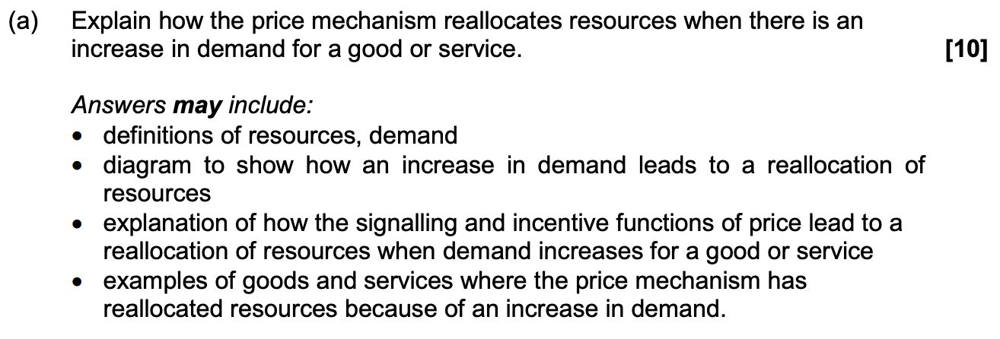 (a) Explain how the price mechanism reallocates resources when there is an
increase in demand for a good or service. [10]
Answers may include:
• definitions of resources, demand
• diagram to show how an increase in demand leads to a reallocation of
resources
• explanation of how the signalling and incentive functions of price lead to a
reallocation of resources when demand increases for a good or service
• examples of goods and services where the price mechanism has
reallocated resources because of an increase in demand.